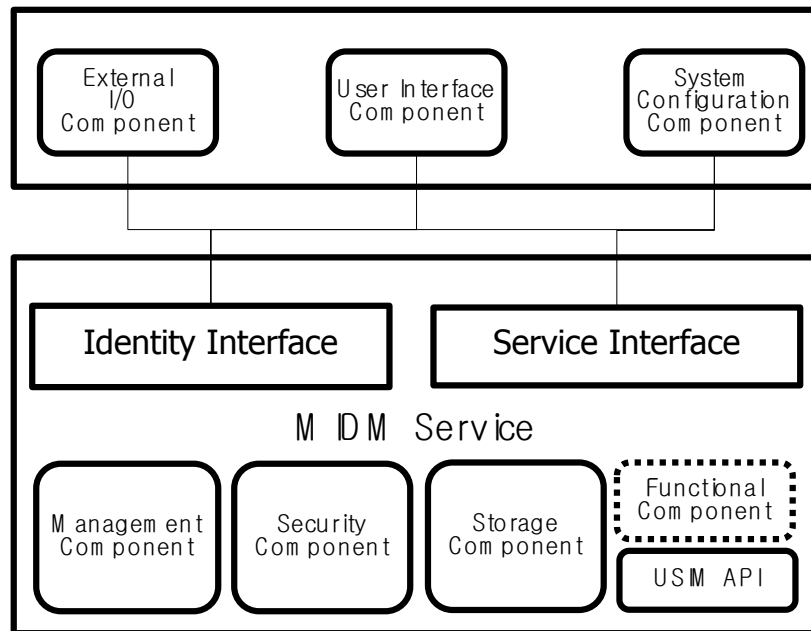 External
I/O
Component
User Interface
Component
System
Configuration
Component
Identity Interface
Service Interface
MIDM Service
Management
Component
Security
Component
Storage
Component
Functional
Component
USIM API